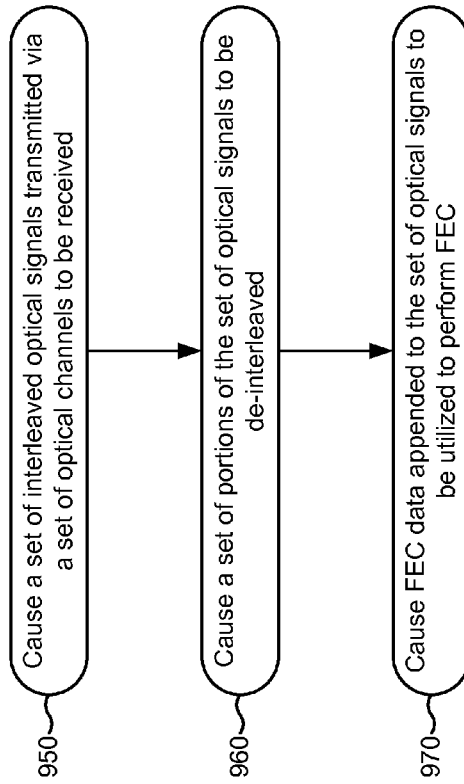 950
Cause a set of interleaved optical signals transmitted via
a set of optical channels to be received
960
Cause a set of portions of the set of optical signals to be
de-interleaved
970
Cause FEC data appended to the set of optical signals to
be utilized to perform FEC